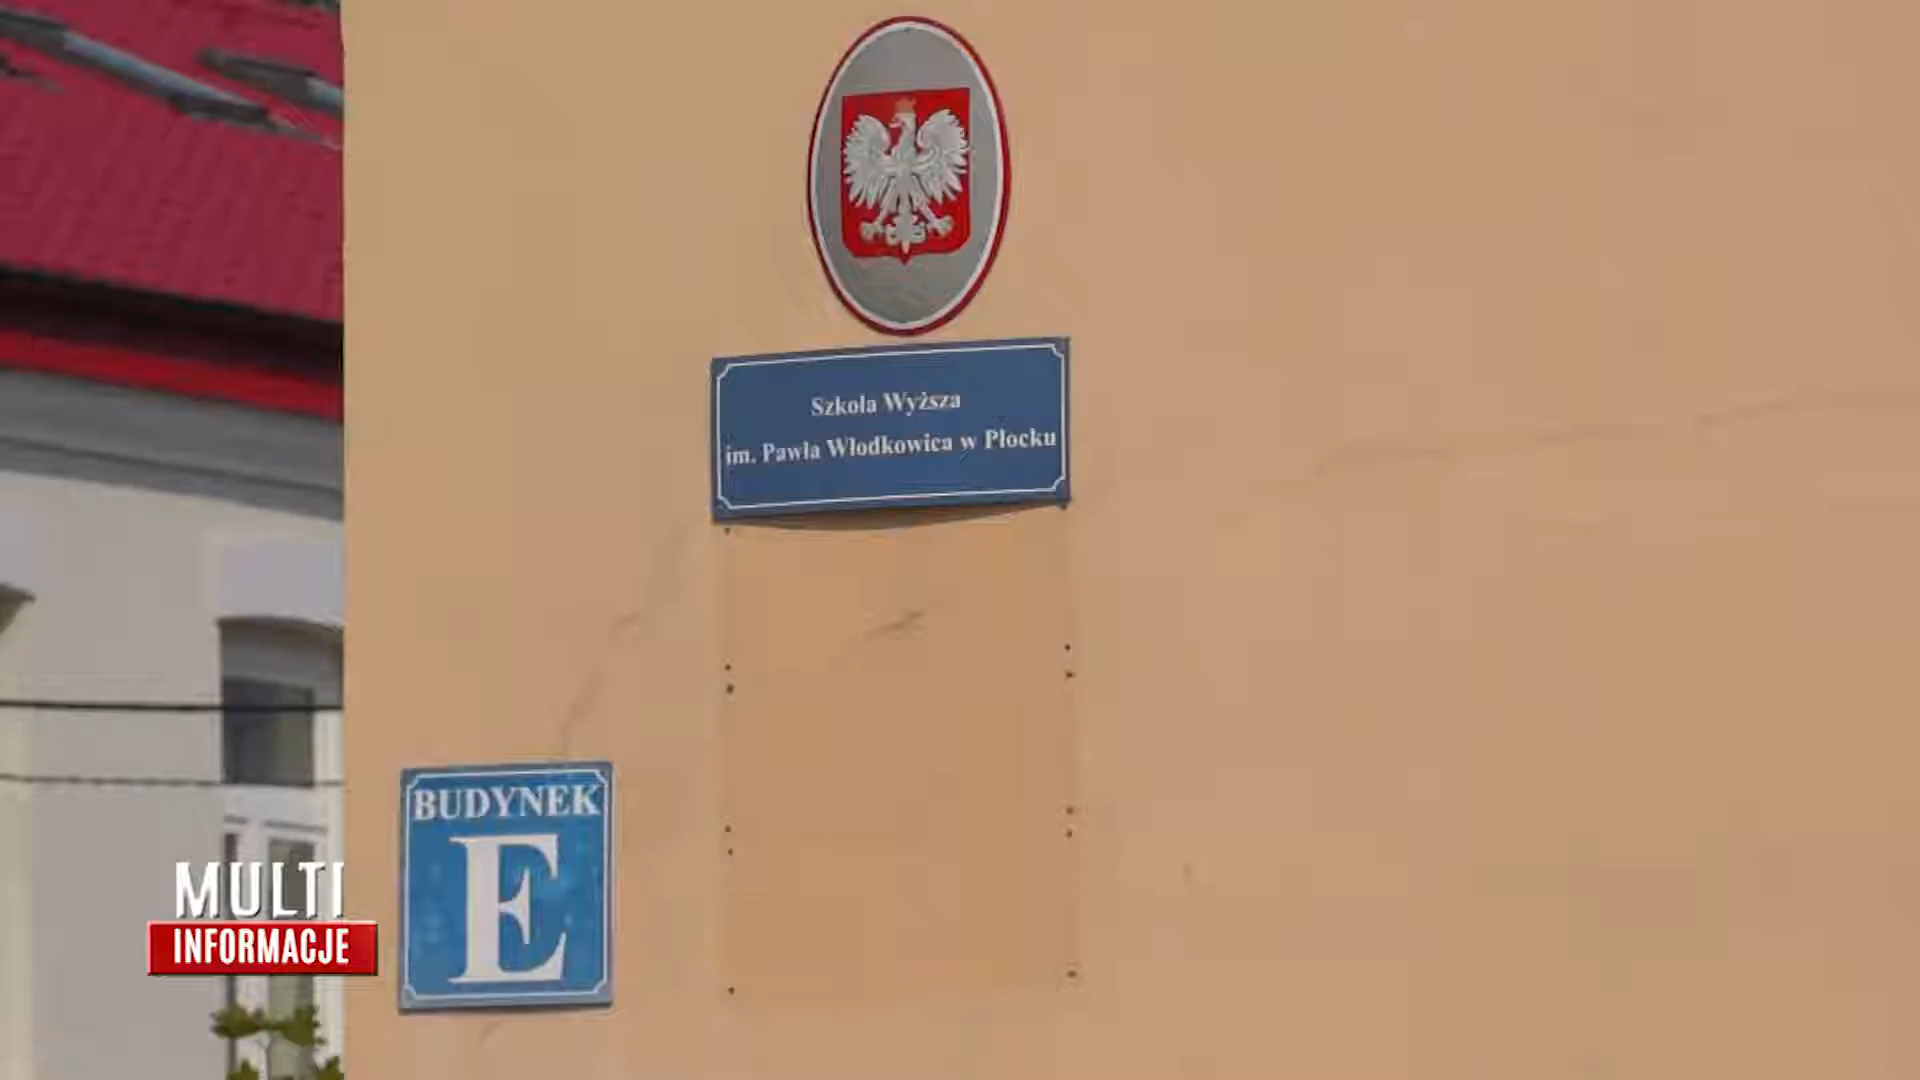 Szkoła Wyższa
im. Pawła Włodkowica w Płocku
BUDYNEK
E
MULTI
INFORMACJE